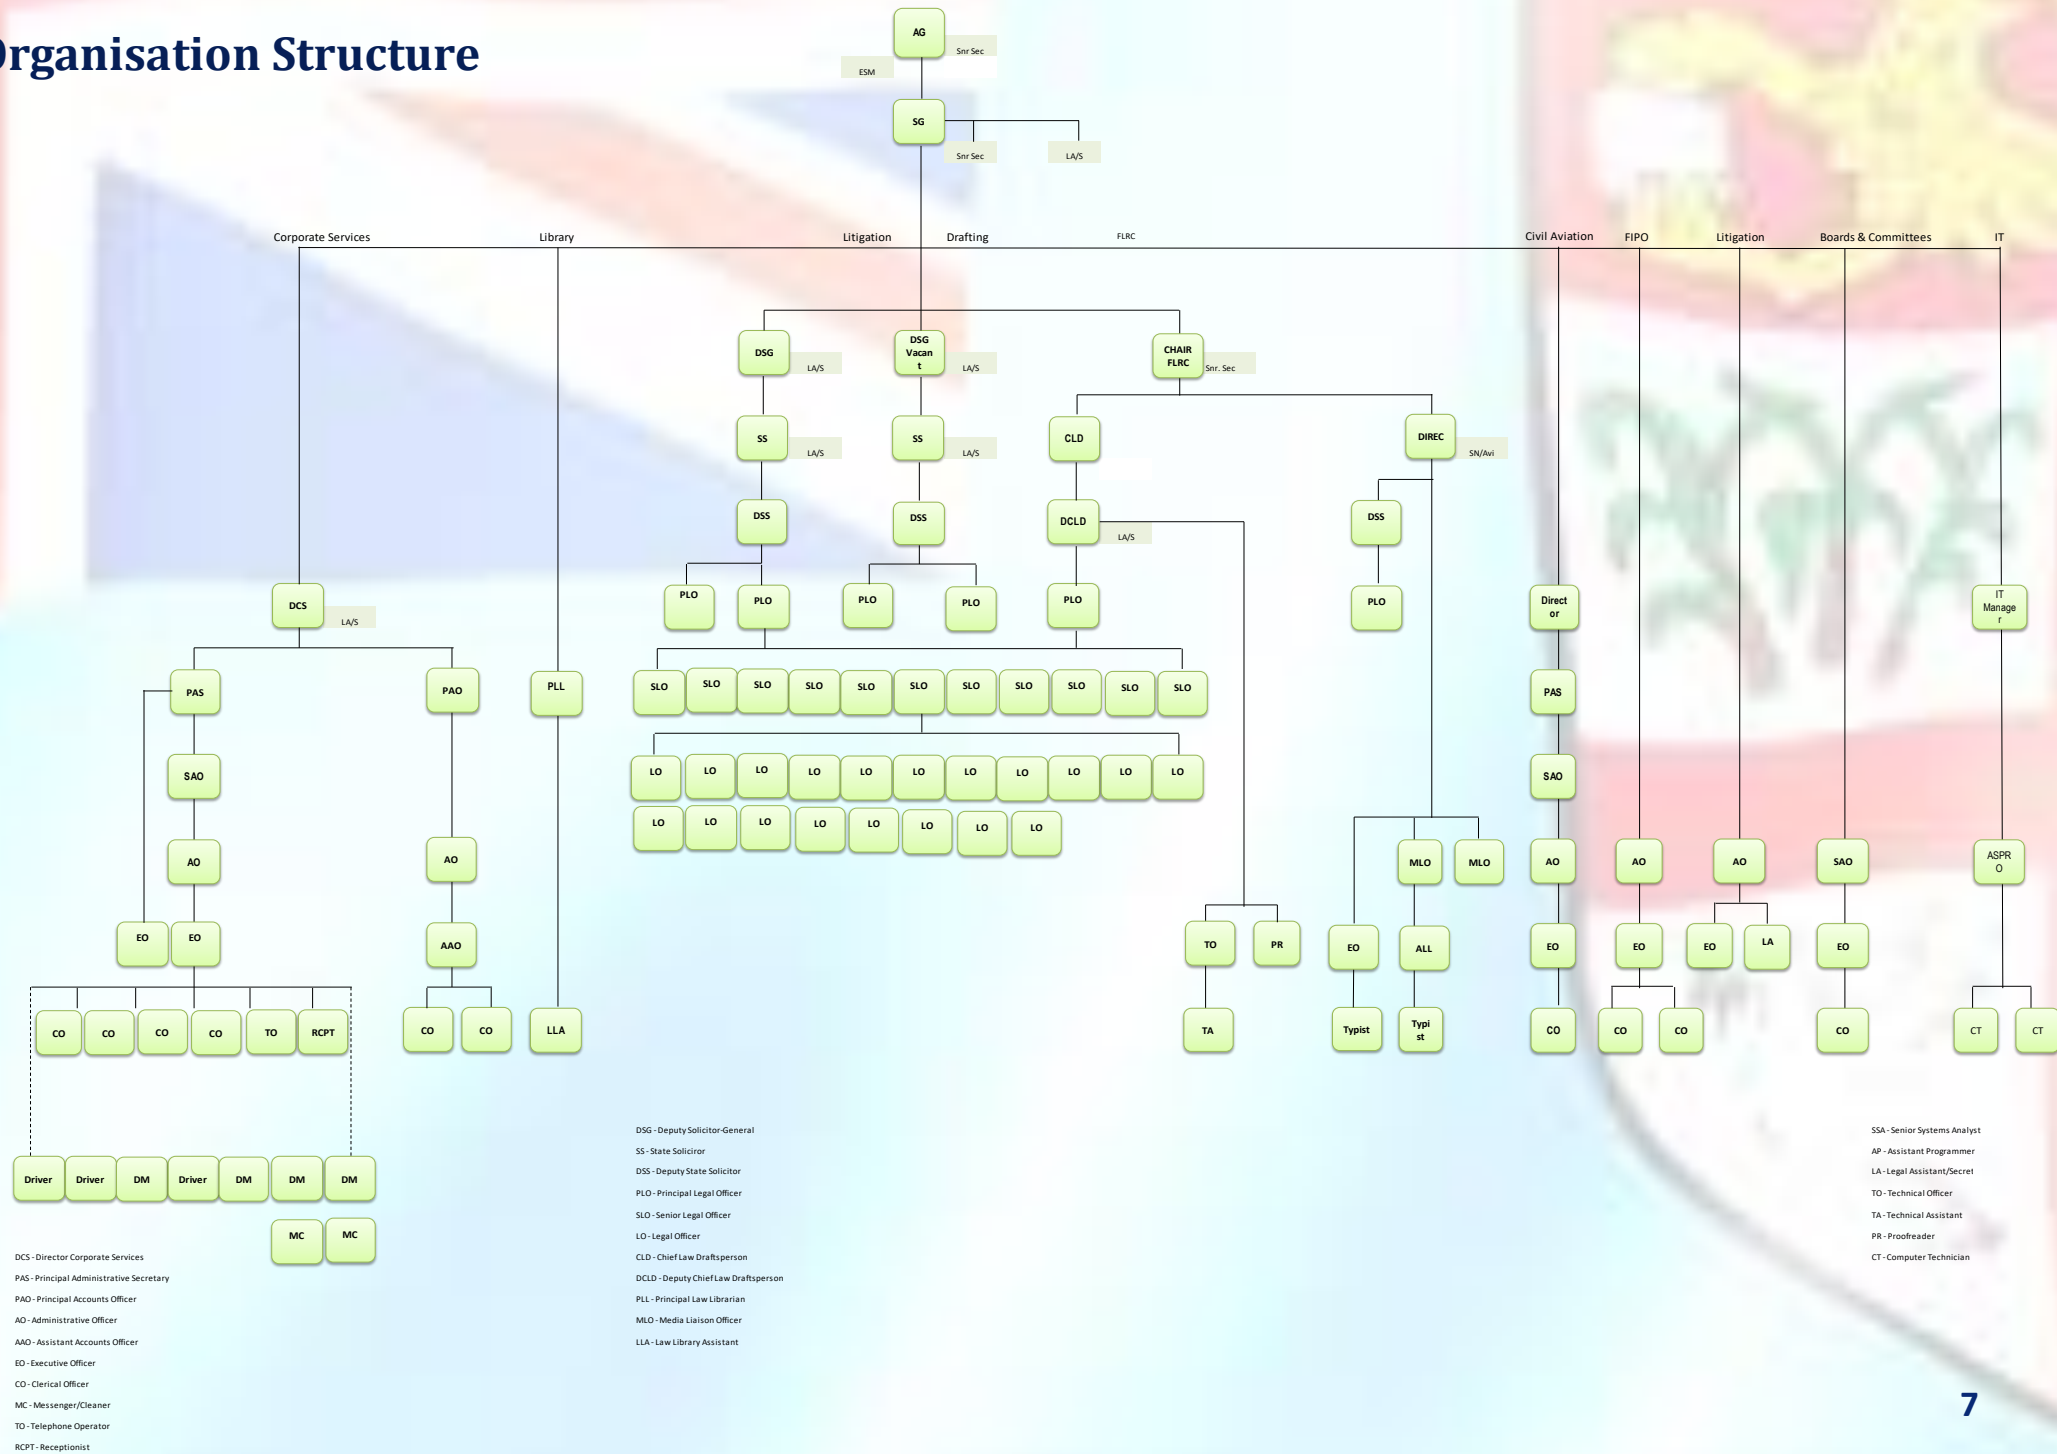 Organisation Structure
AG
Snr Sec
ESM
SG
Snr Sec
LA/S
Corporate Services
Library
Litigation
Drafting
FLRC
Civil Aviation
FIPO
Litigation
Boards & Committees
IT
DSG
LA/S
DSG
Vacan
t
LA/S
CHAIR
FLRC
Snr. Sec
SS
LA/S
SS
LA/S
CLD
DIREC
SN/Avi
DSS
DSS
DCLD
LA/S
DSS
DCS
LA/S
PLO
PLO
PLO
PLO
PLO
PLO
Direct
or
IT
Manage
r
PAS
PAO
PLL
SLO
SLO
SLO
SLO
SLO
SLO
SLO
SLO
SLO
SLO
SLO
PAS
SAO
LO
LO
LO
LO
LO
LO
LO
LO
LO
LO
LO
SAO
LO
LO
LO
LO
LO
LO
LO
LO
AO
AO
MLO
MLO
AO
AO
AO
SAO
ASPR
O
EO
EO
AAO
TO
PR
EO
ALL
EO
EO
EO
LA
EO
CO
CO
CO
CO
TO
RCPT
CO
CO
LLA
TA
Typist
Typi
st
CO
CO
CO
CO
CT
CT
Driver
Driver
DM
Driver
DM
DM
DM
MC
MC
DCS - Director Corporate Services
PAS - Principal Administrative Secretary
PAO - Principal Accounts Officer
AO - Administrative Officer
AAO - Assistant Accounts Officer
EO - Executive Officer
CO - Clerical Officer
MC - Messenger/Cleaner
TO - Telephone Operator
RCPT - Receptionist
DSG - Deputy Solicitor-General
SS - State Soliciror
DSS - Deputy State Solicitor
PLO - Principal Legal Officer
SLO - Senior Legal Officer
LO - Legal Officer
CLD - Chief Law Draftsperson
DCLD - Deputy Chief Law Draftsperson
PLL - Principal Law Librarian
MLO - Media Liaison Officer
LLA - Law Library Assistant
SSA - Senior Systems Analyst
AP - Assistant Programmer
LA - Legal Assistant/Secret
TO - Technical Officer
TA - Technical Assistant
PR - Proofreader
CT - Computer Technician
7